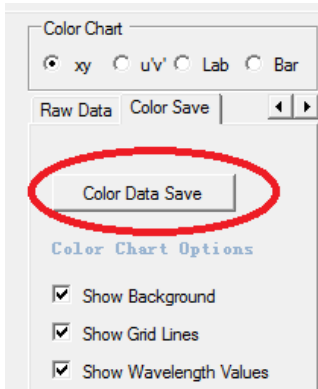 Color Chart
xy u'v' Lab Bar
Raw Data Color Save
Color Data Save
Color Chart Options
Show Background
Show Grid Lines
Show Wavelength Values